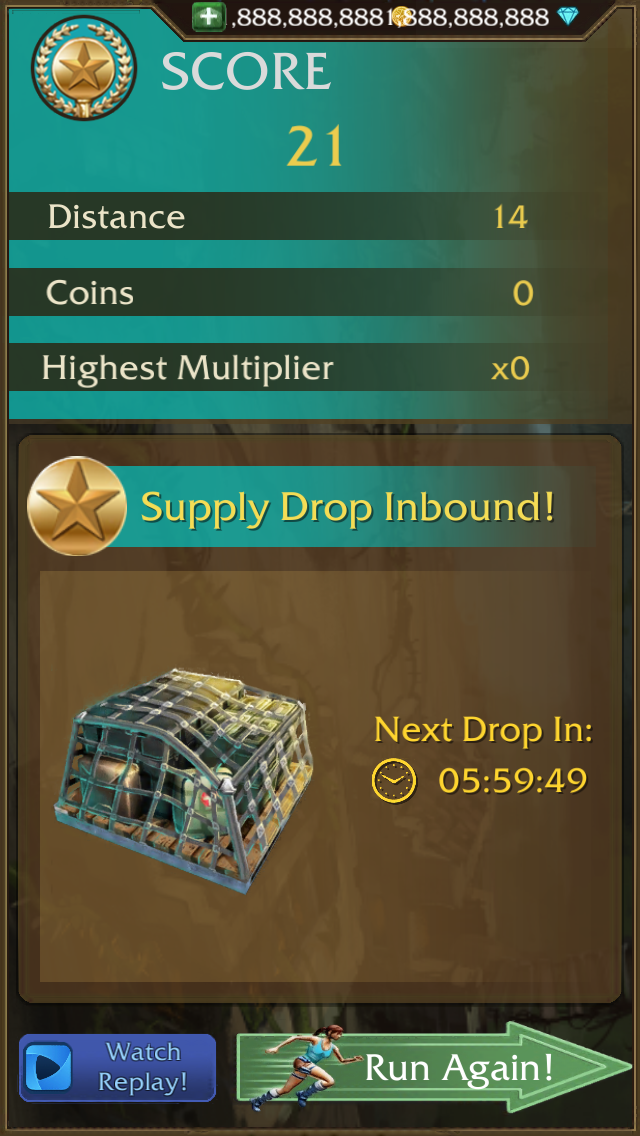 ,888,888,8881,888,888,888
SCORE
21
Distance 14
Coins 0
Highest Multiplier x0
Supply Drop Inbound!
Next Drop In:
05:59:49
Watch
Replay!
Run Again!